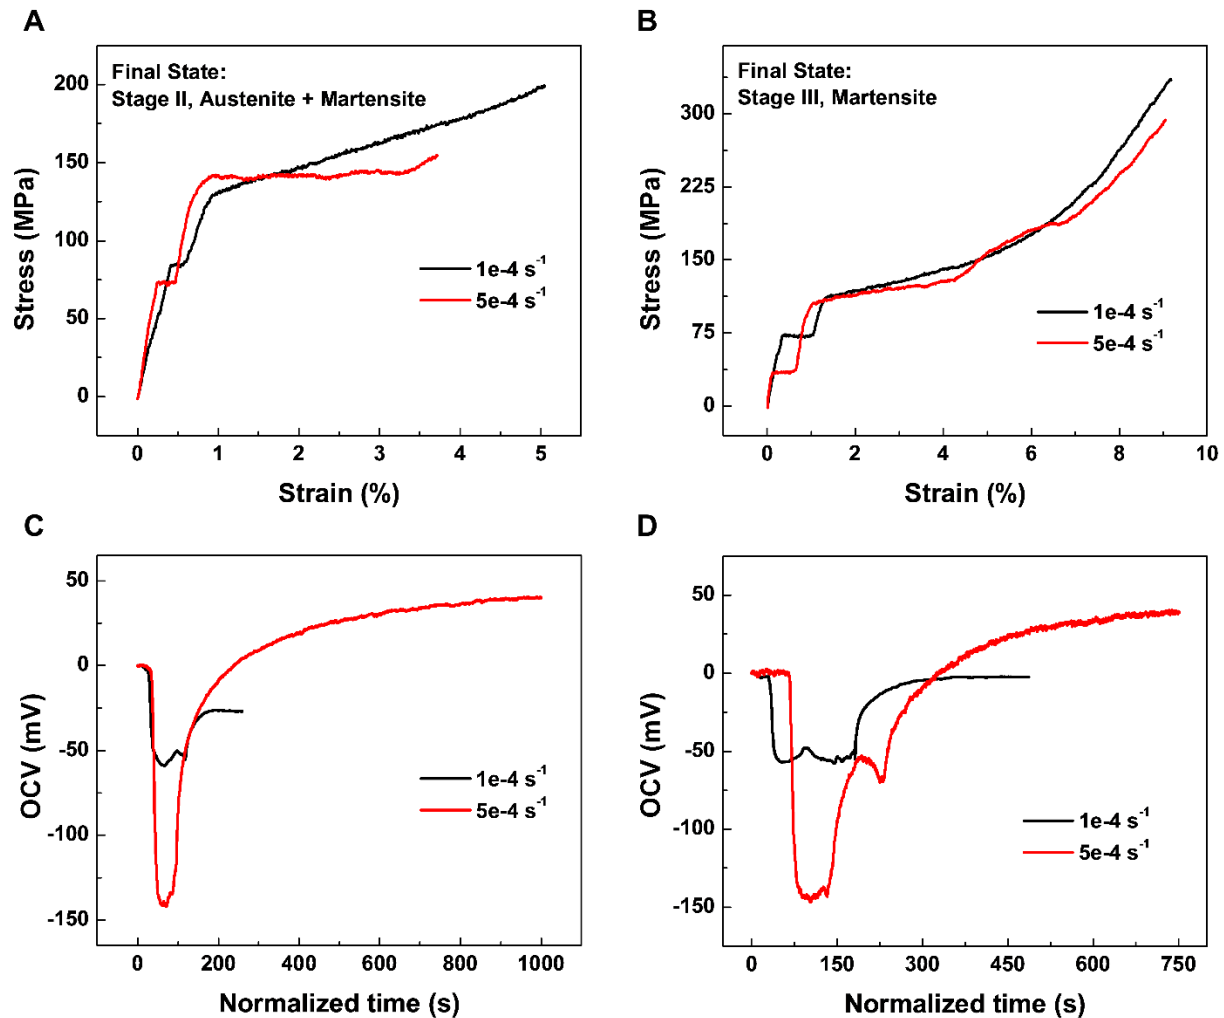 A
Final State:
Stage II, Austenite + Martensite
200
150
100
50
0
Stress (MPa)
1e-4 s⁻¹
5e-4 s⁻¹
0 1 2 3 4 5
Strain (%)
B
Final State:
Stage III, Martensite
300
225
150
75
0
Stress (MPa)
1e-4 s⁻¹
5e-4 s⁻¹
0 2 4 6 8 10
Strain (%)
C
50
0
-50
-100
-150
OCV (mV)
1e-4 s⁻¹
5e-4 s⁻¹
0 200 400 600 800 1000
Normalized time (s)
D
50
0
-50
-100
-150
OCV (mV)
1e-4 s⁻¹
5e-4 s⁻¹
0 150 300 450 600 750
Normalized time (s)